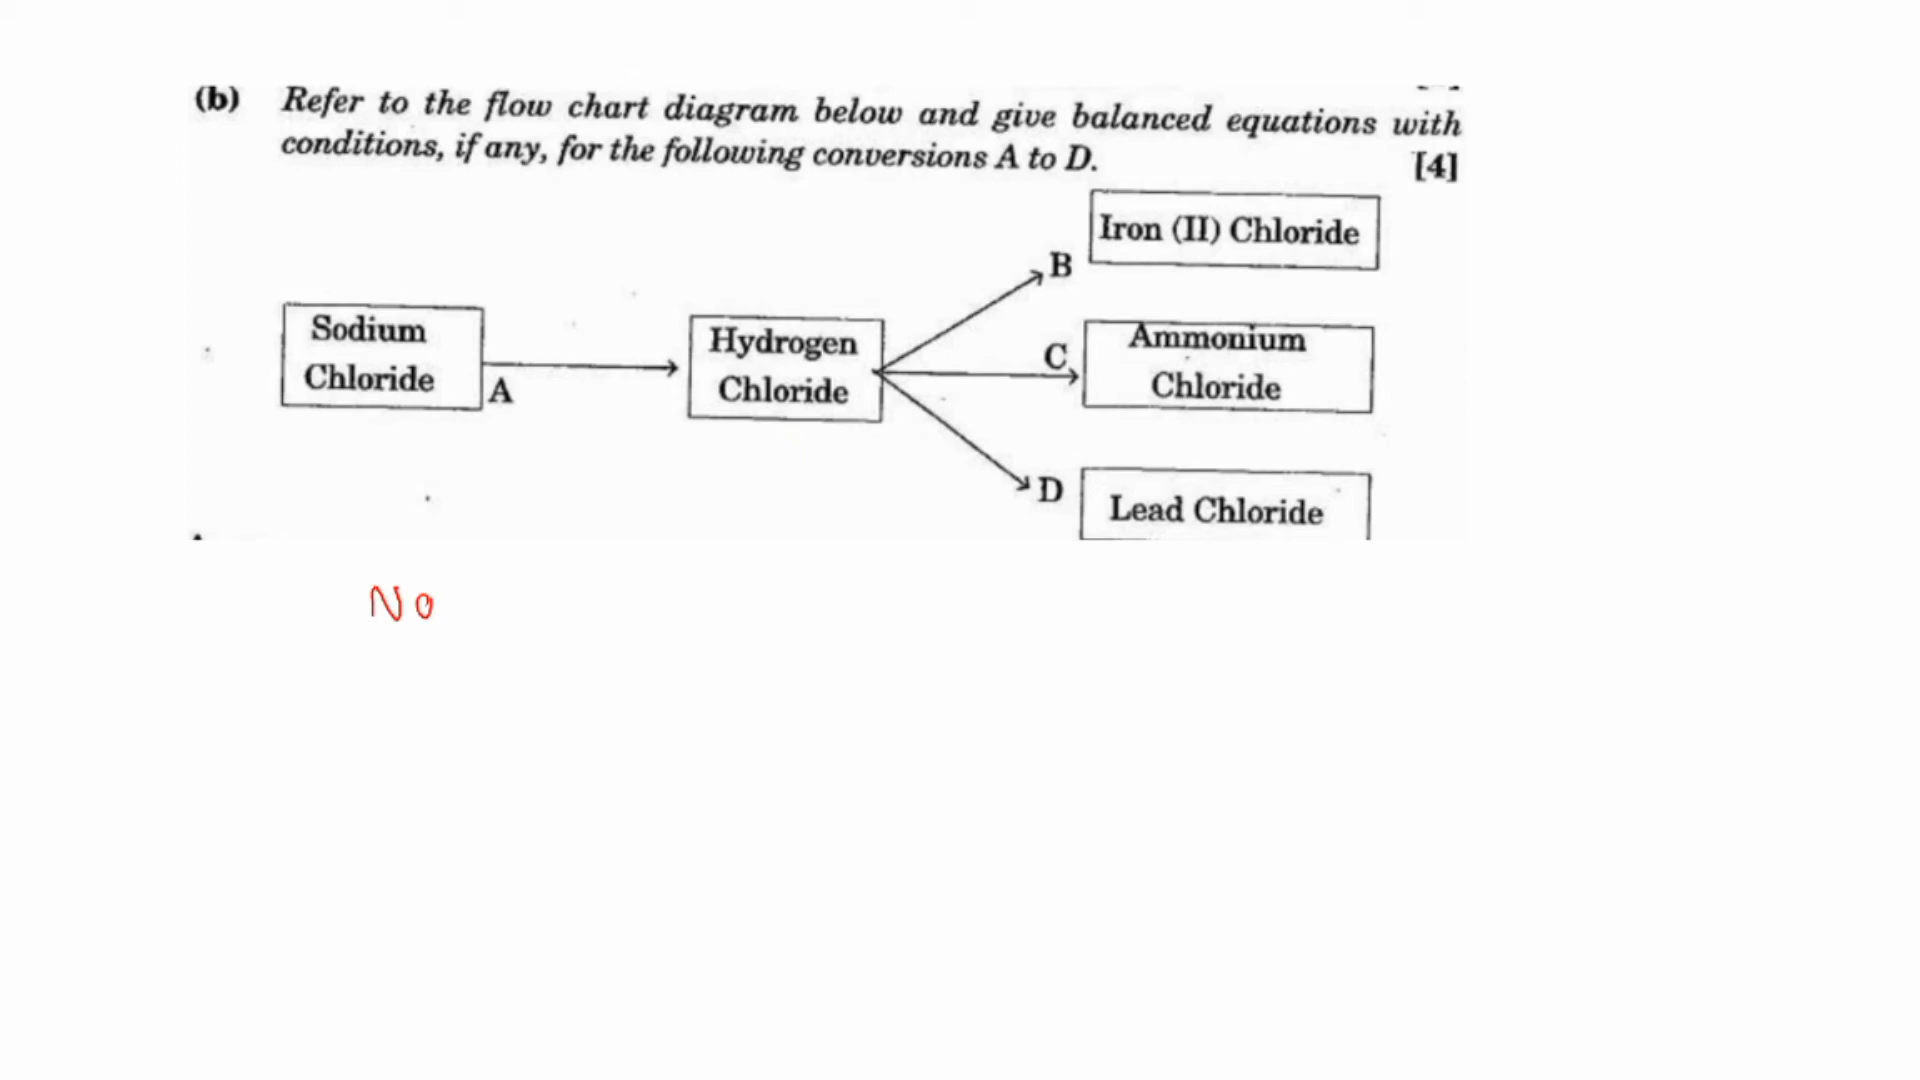 (b) Refer to the flow chart diagram below and give balanced equations with
conditions, if any, for the following conversions A to D. [4]
Iron (II) Chloride
B
Sodium
Chloride
A
Hydrogen
Chloride
C
Ammonium
Chloride
D
Lead Chloride
No